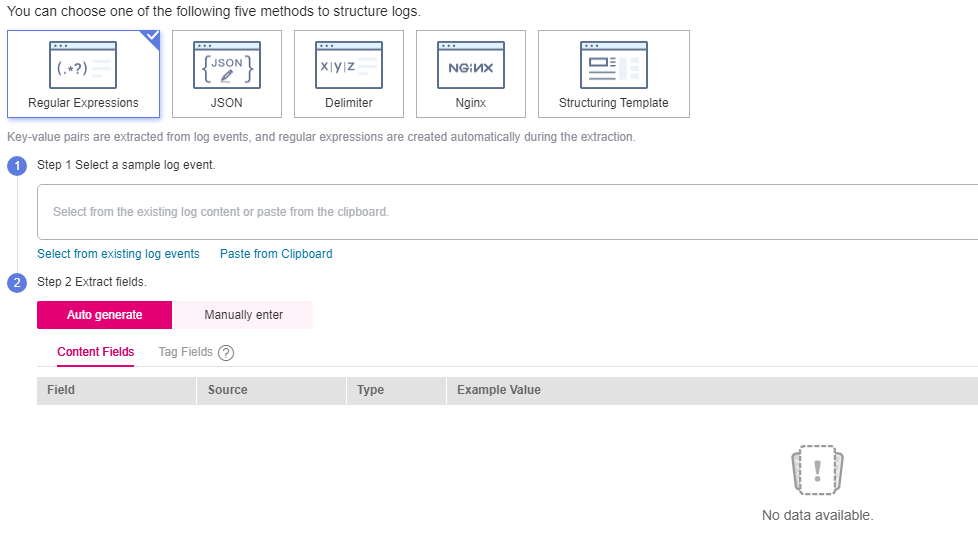 You can choose one of the following five methods to structure logs.
(.*?)
JSON
X|y|Z
NGINX
Regular Expressions
JSON
Delimiter
Nginx
Structuring Template
Key-value pairs are extracted from log events, and regular expressions are created automatically during the extraction.
1
Step 1 Select a sample log event.
Select from the existing log content or paste from the clipboard.
Select from existing log events
Paste from Clipboard
2
Step 2 Extract fields.
Auto generate
Manually enter
Content Fields
Tag Fields ?
Field
Source
Type
Example Value
!
No data available.